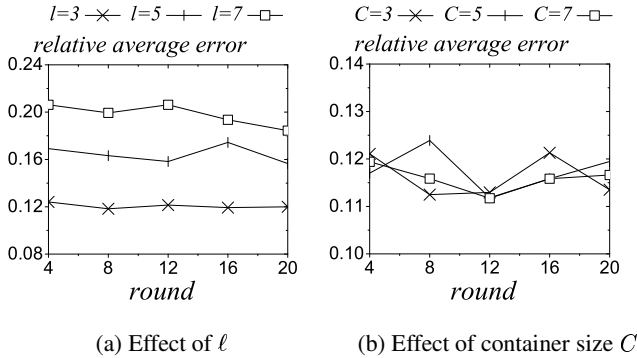 l=3 l=5 l=7
relative average error
0.24
0.20
0.16
0.12
0.08
4 8 12 16 20
round
(a) Effect of ℓ
C=3 C=5 C=7
relative average error
0.14
0.13
0.12
0.11
0.10
4 8 12 16 20
round
(b) Effect of container size C